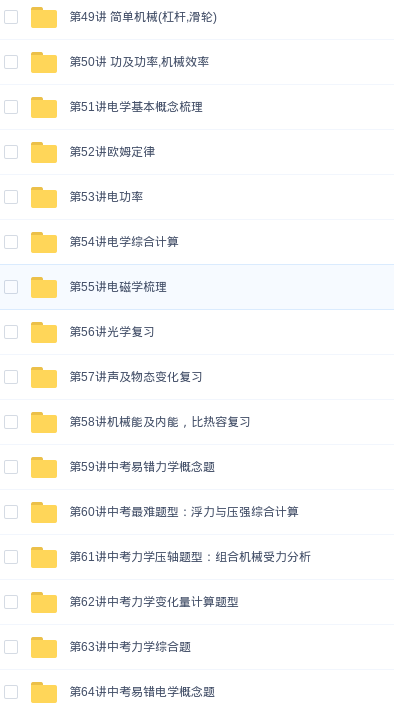 第49讲 简单机械(杠杆,滑轮)
第50讲 功及功率,机械效率
第51讲电学基本概念梳理
第52讲欧姆定律
第53讲电功率
第54讲电学综合计算
第55讲电磁学梳理
第56讲光学复习
第57讲声及物态变化复习
第58讲机械能及内能，比热容复习
第59讲中考易错力学概念题
第60讲中考最难题型：浮力与压强综合计算
第61讲中考力学压轴题型：组合机械受力分析
第62讲中考力学变化量计算题型
第63讲中考力学综合题
第64讲中考易错电学概念题